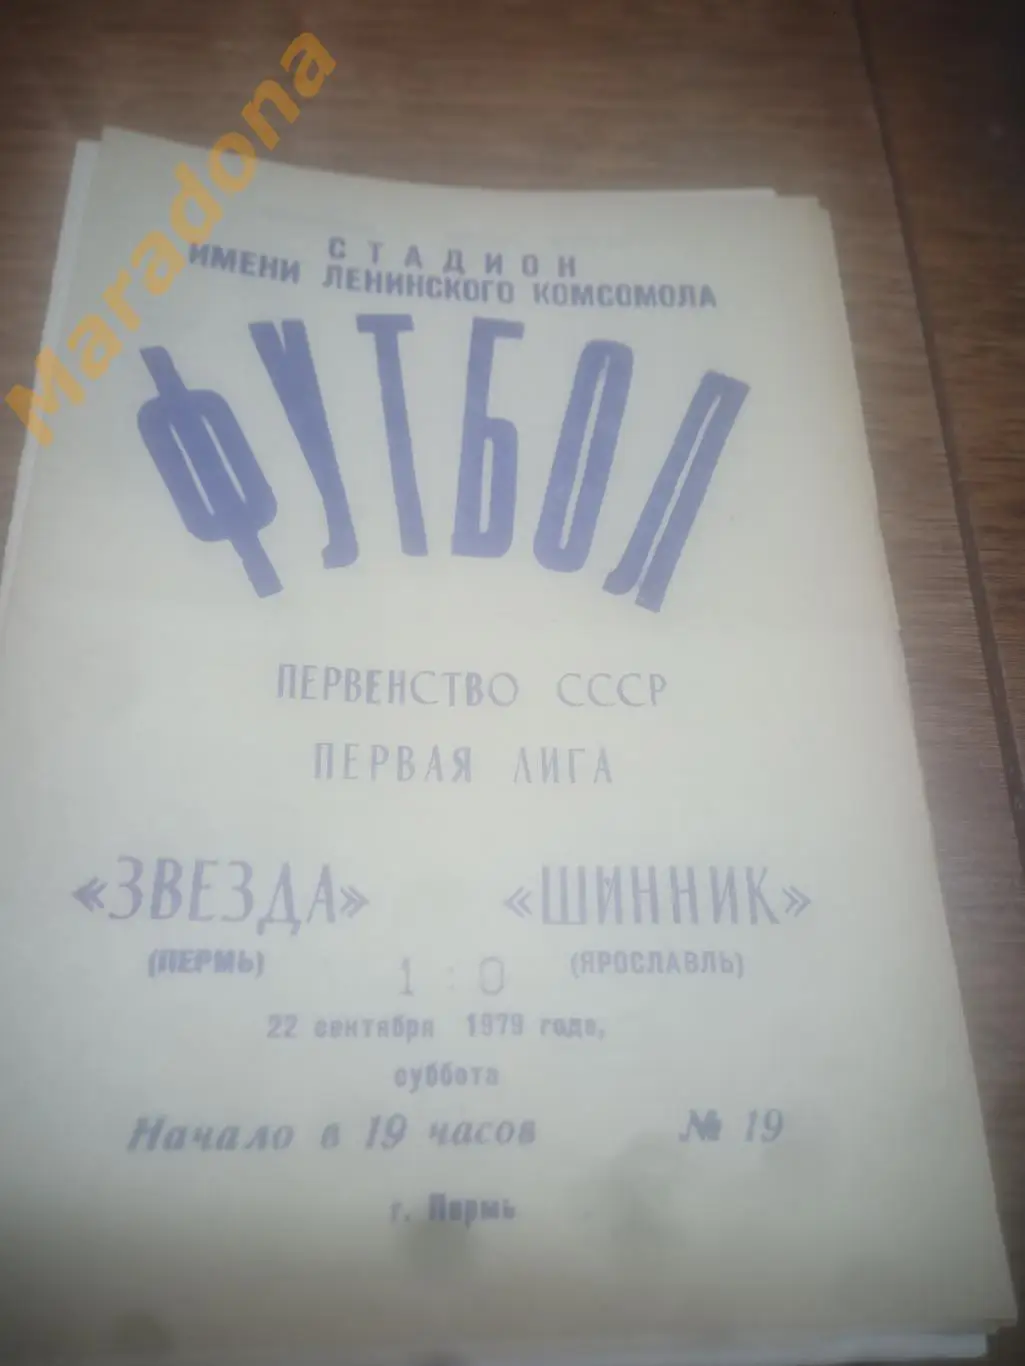 Maradona
СТАДИОН
ИМЕНИ ЛЕНИНСКОГО КОМСОМОЛА
ФУТБОЛ
ПЕРВЕНСТВО СССР
ПЕРВАЯ ЛИГА
«ЗВЕЗДА» «ШИННИК»
(ПЕРМЬ) 1:0 (ЯРОСЛАВЛЬ)
22 сентября 1979 года,
суббота
Начало в 19 часов № 19
г. Пермь